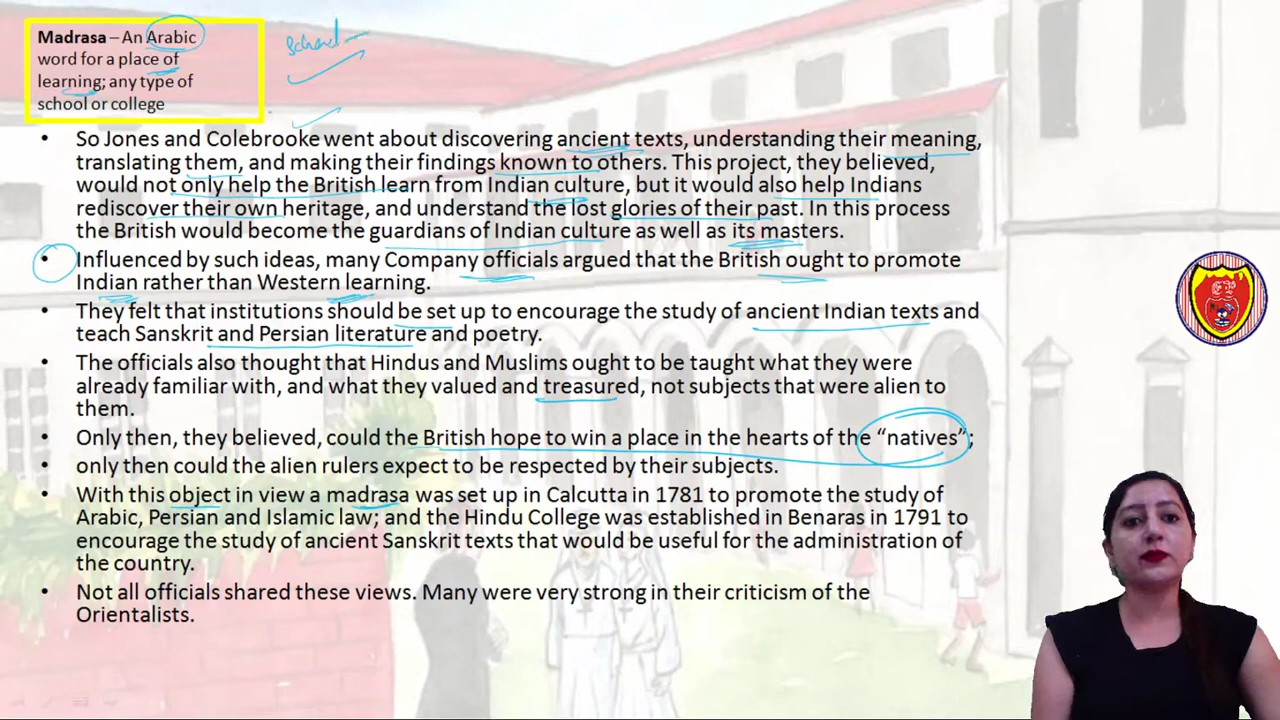 Madrasa – An Arabic
word for a place of
learning; any type of
school or college
school
• So Jones and Colebrooke went about discovering ancient texts, understanding their meaning,
translating them, and making their findings known to others. This project, they believed,
would not only help the British learn from Indian culture, but it would also help Indians
rediscover their own heritage, and understand the lost glories of their past. In this process
the British would become the guardians of Indian culture as well as its masters.
• Influenced by such ideas, many Company officials argued that the British ought to promote
Indian rather than Western learning.
• They felt that institutions should be set up to encourage the study of ancient Indian texts and
teach Sanskrit and Persian literature and poetry.
• The officials also thought that Hindus and Muslims ought to be taught what they were
already familiar with, and what they valued and treasured, not subjects that were alien to
them.
• Only then, they believed, could the British hope to win a place in the hearts of the “natives”;
• only then could the alien rulers expect to be respected by their subjects.
• With this object in view a madrasa was set up in Calcutta in 1781 to promote the study of
Arabic, Persian and Islamic law; and the Hindu College was established in Benaras in 1791 to
encourage the study of ancient Sanskrit texts that would be useful for the administration of
the country.
• Not all officials shared these views. Many were very strong in their criticism of the
Orientalists.